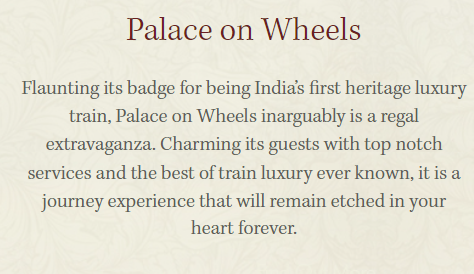 Palace on Wheels
Flaunting its badge for being India’s first heritage luxury
train, Palace on Wheels inarguably is a regal
extravaganza. Charming its guests with top notch
services and the best of train luxury ever known, it is a
journey experience that will remain etched in your
heart forever.